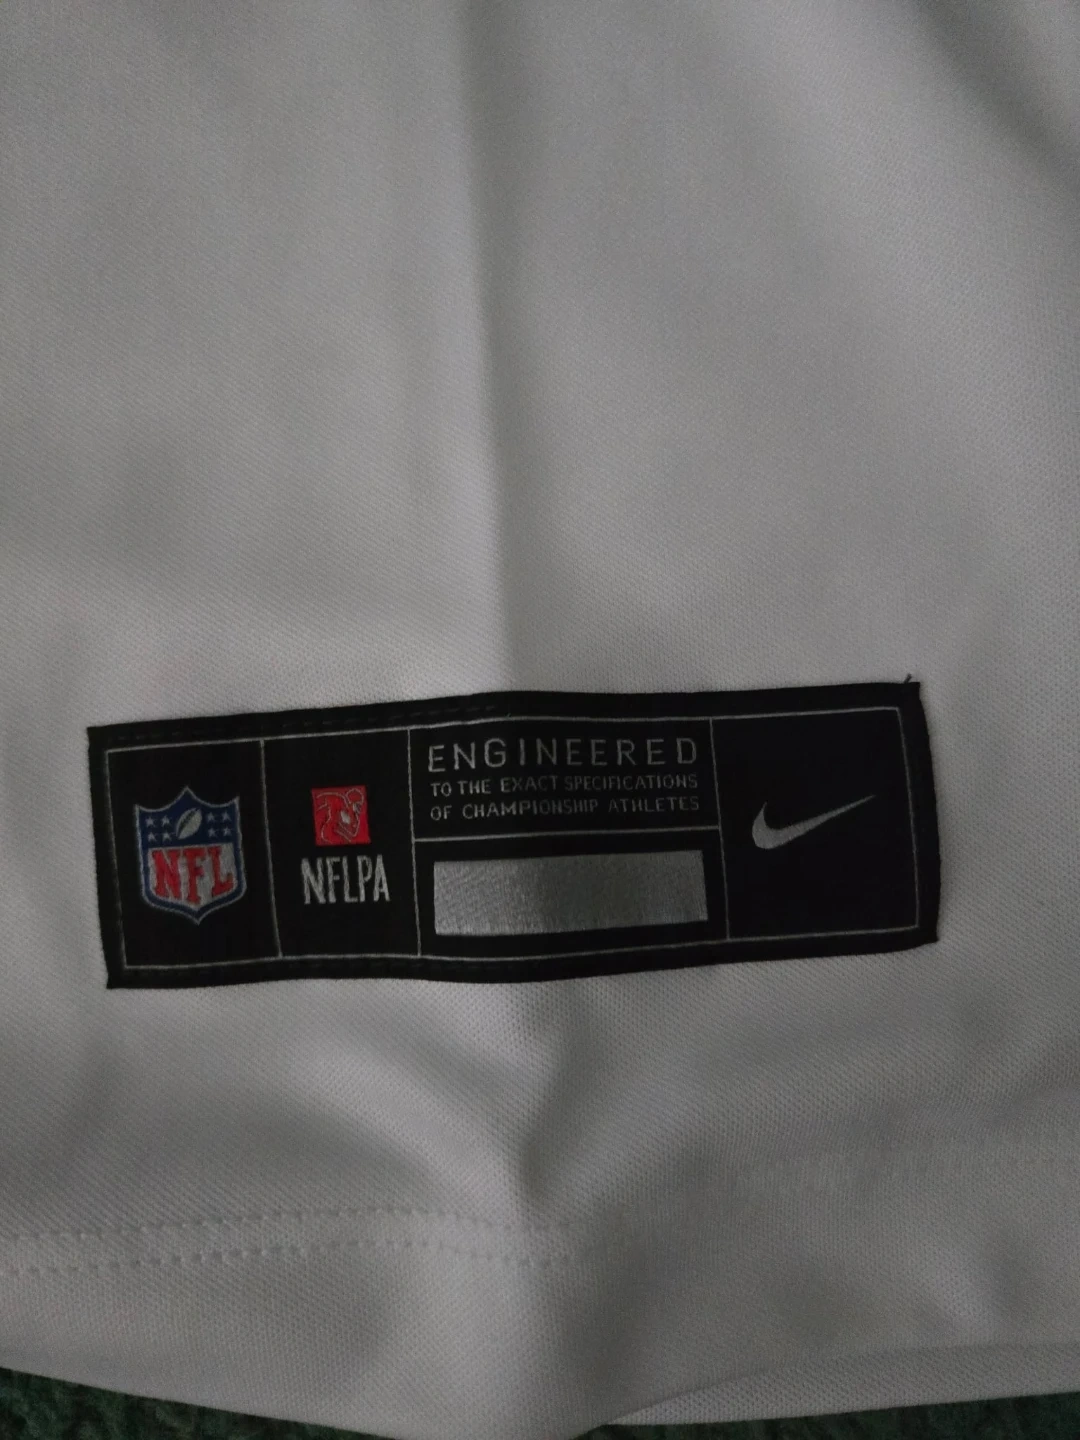 NFL
NFLPA
ENGINEERED
TO THE EXACT SPECIFICATIONS
OF CHAMPIONSHIP ATHLETES